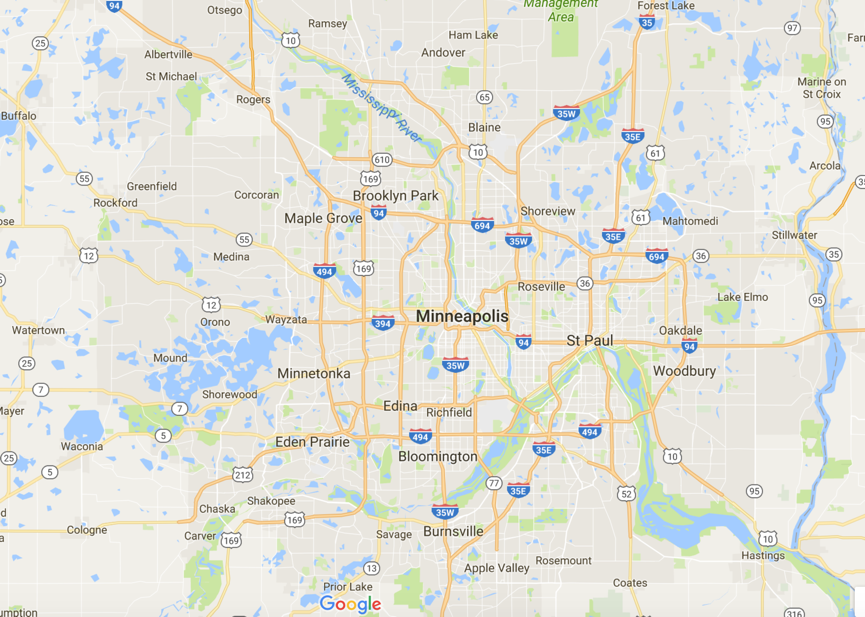 Management
Area
94
Otsego
Ramsey
Forest Lake
35
97
25
10
Ham Lake
Andover
Albertville
St Michael
Mississippi River
Marine on
St Croix
Rogers
65
35W
Buffalo
Blaine
95
35E
10
61
610
169
Arcola
55
Greenfield
Corcoran
Brooklyn Park
Rockford
94
Maple Grove
Shoreview
61
Mahtomedi
694
35W
35E
Stillwater
55
12
Medina
694
36
35
494
169
Roseville
36
12
Orono
Lake Elmo
95
Wayzata
394
Minneapolis
Watertown
Oakdale
94
St Paul
94
Mound
25
35W
Minnetonka
Woodbury
7
Shorewood
7
Edina
Richfield
5
494
494
Eden Prairie
Waconia
35E
25
Bloomington
10
5
212
77
35E
52
95
Shakopee
Chaska
35W
169
Cologne
Carver
169
Savage
Burnsville
10
Hastings
13
Apple Valley
Rosemount
Coates
Prior Lake
Google
316